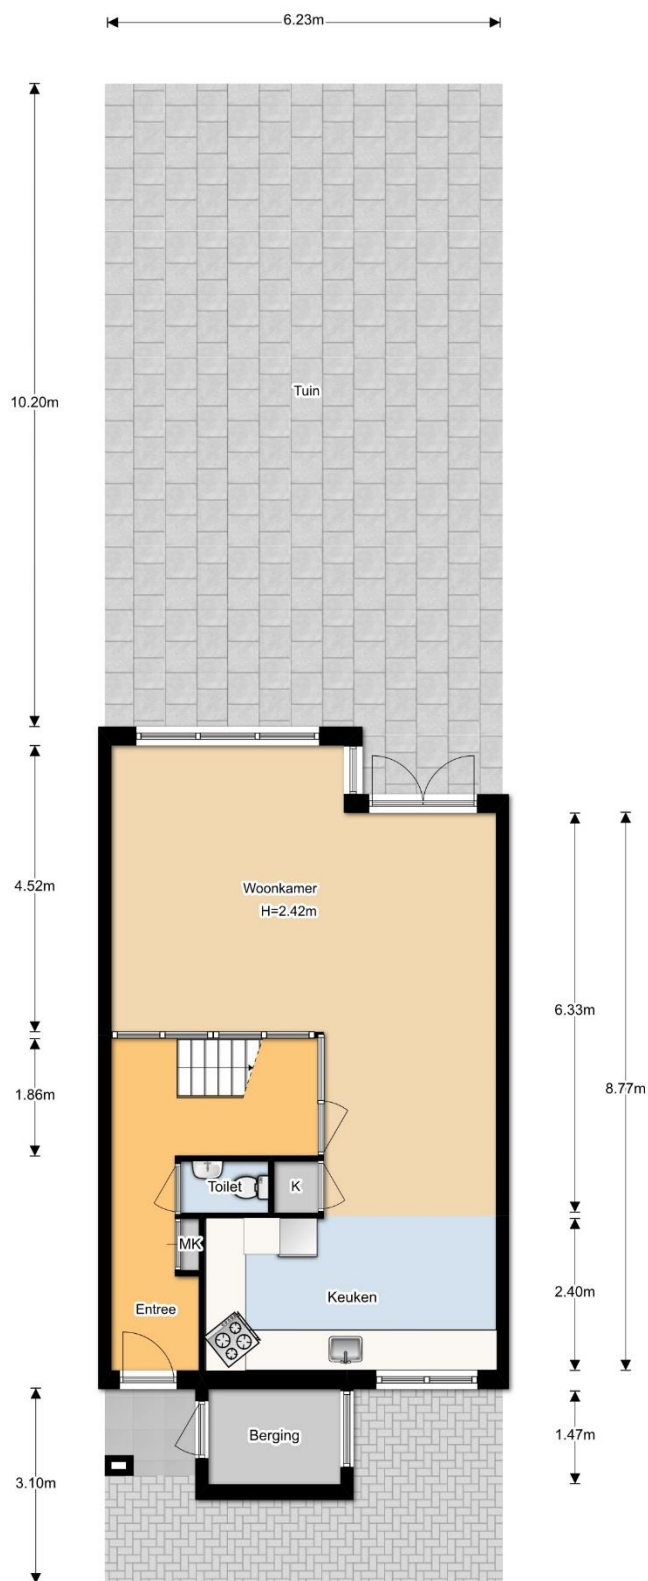 6.23m
10.20m
Tuin
4.52m
Woonkamer
H=2.42m
6.33m
8.77m
1.86m
Toilet
K
MK
Keuken
Entree
2.40m
Berging
1.47m
3.10m